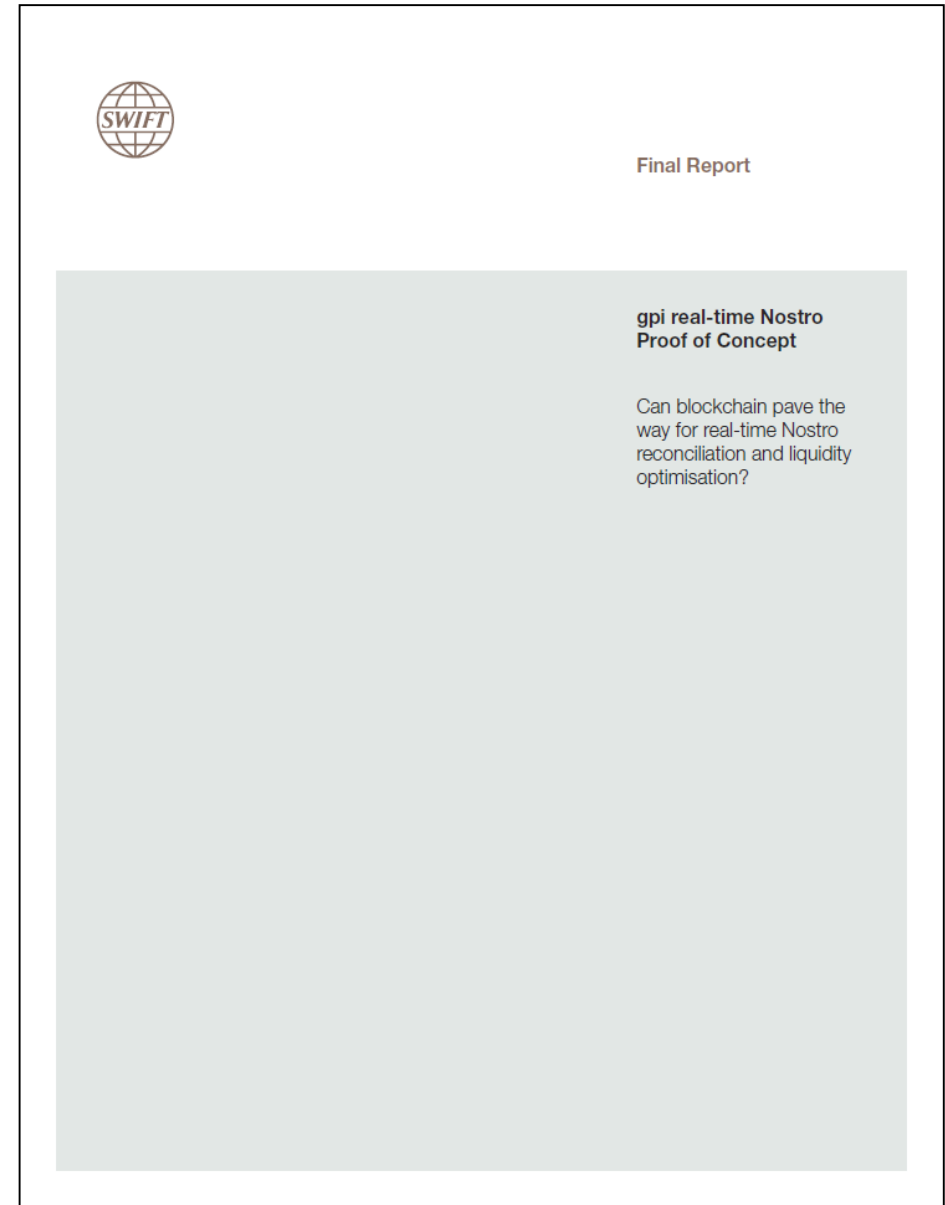 SWIFT
Final Report
gpi real-time Nostro
Proof of Concept
Can blockchain pave the
way for real-time Nostro
reconciliation and liquidity
optimisation?